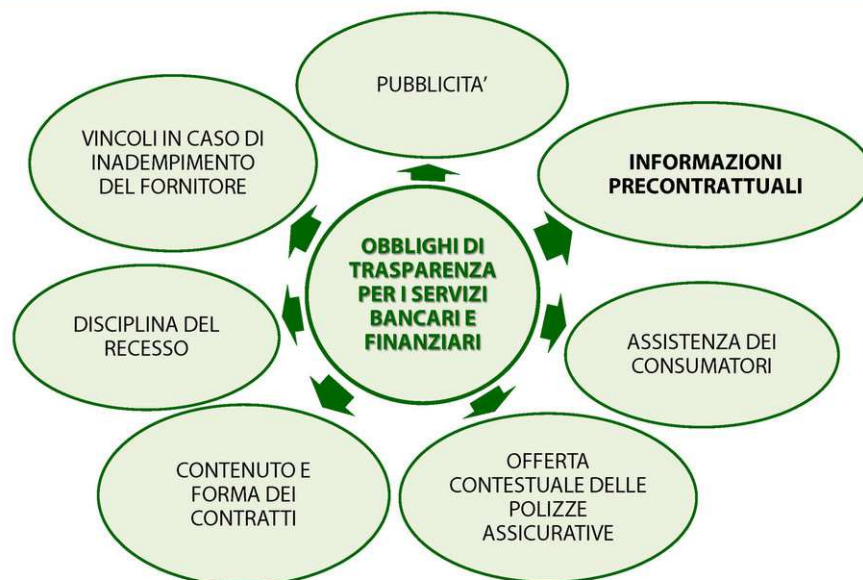 PUBBLICITA’
VINCOLI IN CASO DI
INADEMPIMENTO
DEL FORNITORE
INFORMAZIONI
PRECONTRATTUALI
OBBLIGHI DI
TRASPARENZA
PER I SERVIZI
BANCARI E
FINANZIARI
DISCIPLINA DEL
RECESSO
ASSISTENZA DEI
CONSUMATORI
CONTENUTO E
FORMA DEI
CONTRATTI
OFFERTA
CONTESTUALE DELLE
POLIZZE
ASSICURATIVE